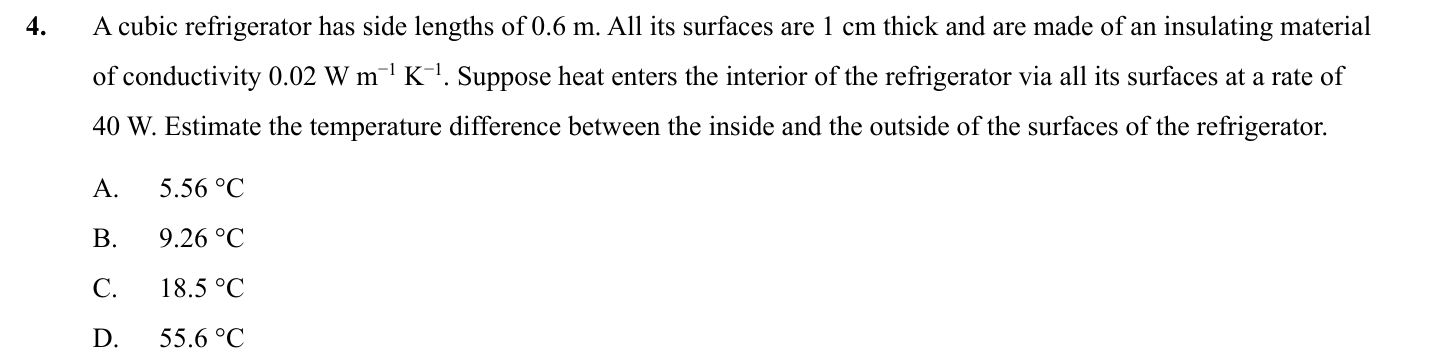 4. A cubic refrigerator has side lengths of 0.6 m. All its surfaces are 1 cm thick and are made of an insulating material
of conductivity 0.02 W m⁻¹ K⁻¹. Suppose heat enters the interior of the refrigerator via all its surfaces at a rate of
40 W. Estimate the temperature difference between the inside and the outside of the surfaces of the refrigerator.
A. 5.56 °C
B. 9.26 °C
C. 18.5 °C
D. 55.6 °C